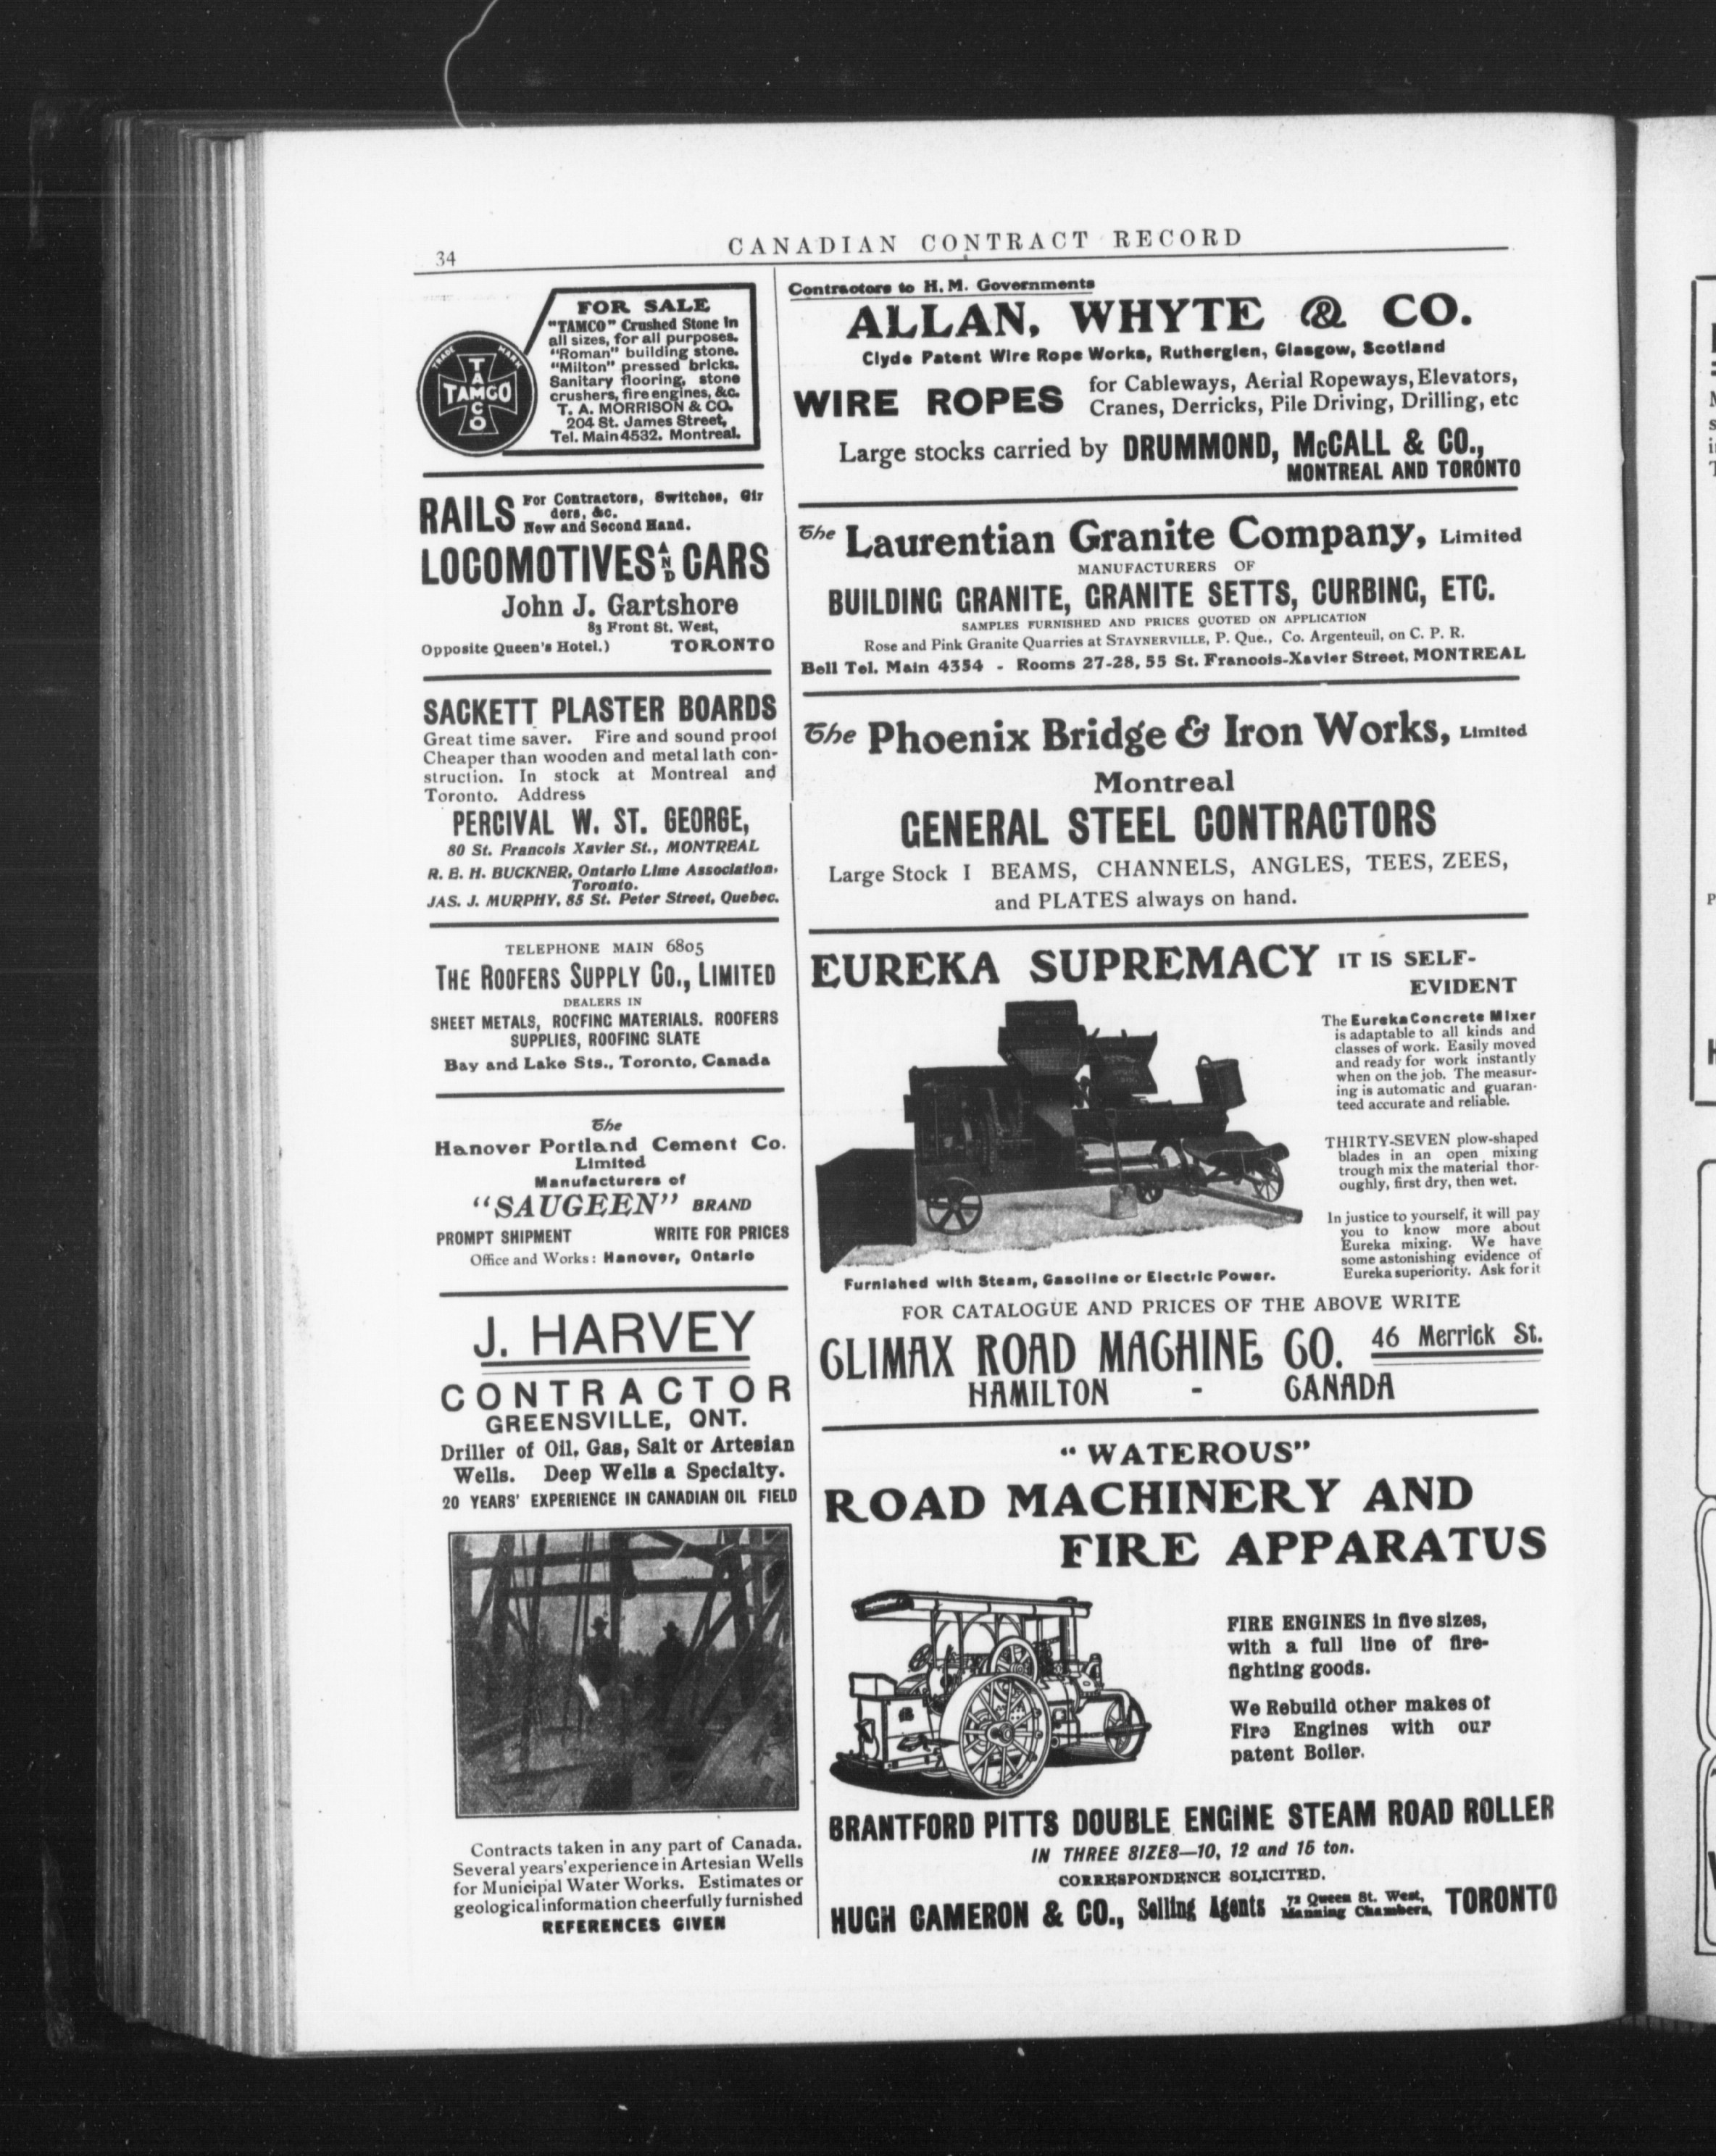 34
CANADIAN CONTRACT RECORD
TRADE MARK
TAMCO
TAMCO
FOR SALE
"TAMCO" Crushed Stone in
all sizes, for all purposes.
"Roman" building stone.
"Milton" pressed bricks.
Sanitary flooring, stone
crushers, fire engines, &c.
T. A. MORRISON & CO.
204 St. James Street,
Tel. Main 4532. Montreal.
RAILS For Contractors, Switches, Gir
ders, &c.
New and Second Hand.
LOCOMOTIVES AND CARS
John J. Gartshore
83 Front St. West,
Opposite Queen's Hotel.) TORONTO
SACKETT PLASTER BOARDS
Great time saver. Fire and sound proof
Cheaper than wooden and metal lath con-
struction. In stock at Montreal and
Toronto. Address
PERCIVAL W. ST. GEORGE,
80 St. Francois Xavier St., MONTREAL
R. E. H. BUCKNER, Ontario Lime Association,
Toronto.
JAS. J. MURPHY, 85 St. Peter Street, Quebec.
TELEPHONE MAIN 6805
THE ROOFERS SUPPLY CO., LIMITED
DEALERS IN
SHEET METALS, ROOFING MATERIALS. ROOFERS
SUPPLIES, ROOFING SLATE
Bay and Lake Sts., Toronto, Canada
The
Hanover Portland Cement Co.
Limited
Manufacturers of
"SAUGEEN" BRAND
PROMPT SHIPMENT WRITE FOR PRICES
Office and Works: Hanover, Ontario
J. HARVEY
CONTRACTOR
GREENSVILLE, ONT.
Driller of Oil, Gas, Salt or Artesian
Wells. Deep Wells a Specialty.
20 YEARS' EXPERIENCE IN CANADIAN OIL FIELD
Contracts taken in any part of Canada.
Several years' experience in Artesian Wells
for Municipal Water Works. Estimates or
geological information cheerfully furnished
REFERENCES GIVEN
Contractors to H. M. Governments
ALLAN, WHYTE & CO.
Clyde Patent Wire Rope Works, Rutherglen, Glasgow, Scotland
WIRE ROPES for Cableways, Aerial Ropeways, Elevators,
Cranes, Derricks, Pile Driving, Drilling, etc
Large stocks carried by DRUMMOND, McCALL & CO.,
MONTREAL AND TORONTO
The Laurentian Granite Company, Limited
MANUFACTURERS OF
BUILDING GRANITE, GRANITE SETTS, CURBING, ETC.
SAMPLES FURNISHED AND PRICES QUOTED ON APPLICATION
Rose and Pink Granite Quarries at STAYNERVILLE, P. Que., Co. Argenteuil, on C. P. R.
Bell Tel. Main 4354 - Rooms 27-28, 55 St. Francois-Xavier Street, MONTREAL
The Phoenix Bridge & Iron Works, Limited
Montreal
GENERAL STEEL CONTRACTORS
Large Stock I BEAMS, CHANNELS, ANGLES, TEES, ZEES,
and PLATES always on hand.
EUREKA SUPREMACY IT IS SELF-
EVIDENT
The Eureka Concrete Mixer
is adaptable to all kinds and
classes of work. Easily moved
and ready for work instantly
when on the job. The measur-
ing is automatic and guaran-
teed accurate and reliable.
THIRTY-SEVEN plow-shaped
blades in an open mixing
trough mix the material thor-
oughly, first dry, then wet.
In justice to yourself, it will pay
you to know more about
Eureka mixing. We have
some astonishing evidence of
Eureka superiority. Ask for it
Furnished with Steam, Gasoline or Electric Power.
FOR CATALOGUE AND PRICES OF THE ABOVE WRITE
CLIMAX ROAD MACHINE CO. 46 Merrick St.
HAMILTON - CANADA
"WATEROUS"
ROAD MACHINERY AND
FIRE APPARATUS
FIRE ENGINES in five sizes,
with a full line of fire-
fighting goods.
We Rebuild other makes of
Fire Engines with our
patent Boiler.
BRANTFORD PITTS DOUBLE ENGINE STEAM ROAD ROLLER
IN THREE SIZES—10, 12 and 15 ton.
CORRESPONDENCE SOLICITED.
HUGH CAMERON & CO., Selling Agents 72 Queen St. West, Manning Chambers, TORONTO